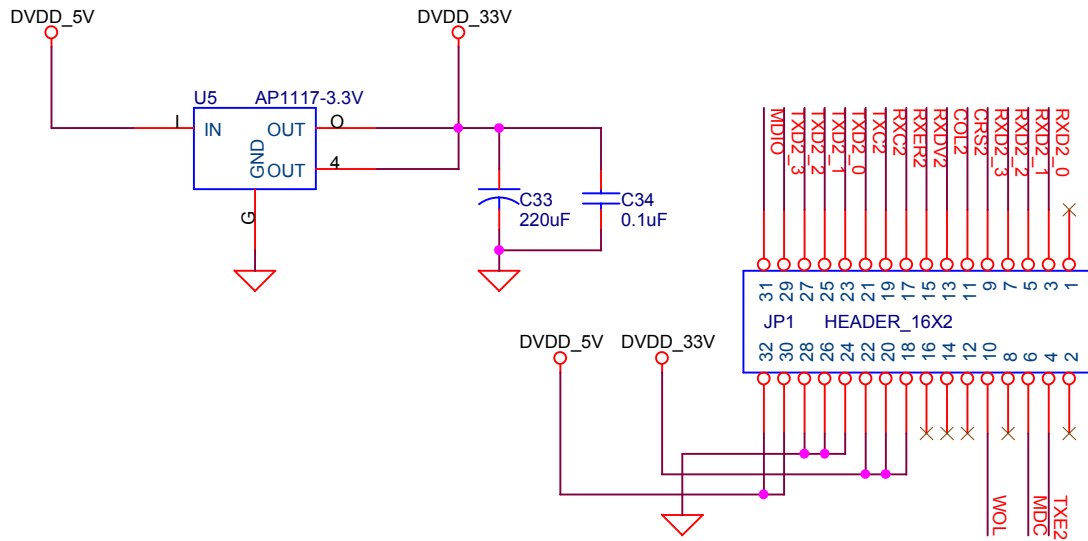 DVDD_5V
DVDD_33V
U5
AP1117-3.3V
I
IN
OUT
O
GND
OUT
4
G
C33
220uF
C34
0.1uF
MDIO
TXD2_3
TXD2_2
TXD2_1
TXD2_0
TXC2
RXC2
RXER2
RXDV2
COL2
CRS2
RXD2_3
RXD2_2
RXD2_1
RXD2_0
31 29 27 25 23 21 19 17 15 13 11 9 7 5 3 1
JP1
HEADER_16X2
32 30 28 26 24 22 20 18 16 14 12 10 8 6 4 2
DVDD_5V
DVDD_33V
WOL
MDC
TXE2